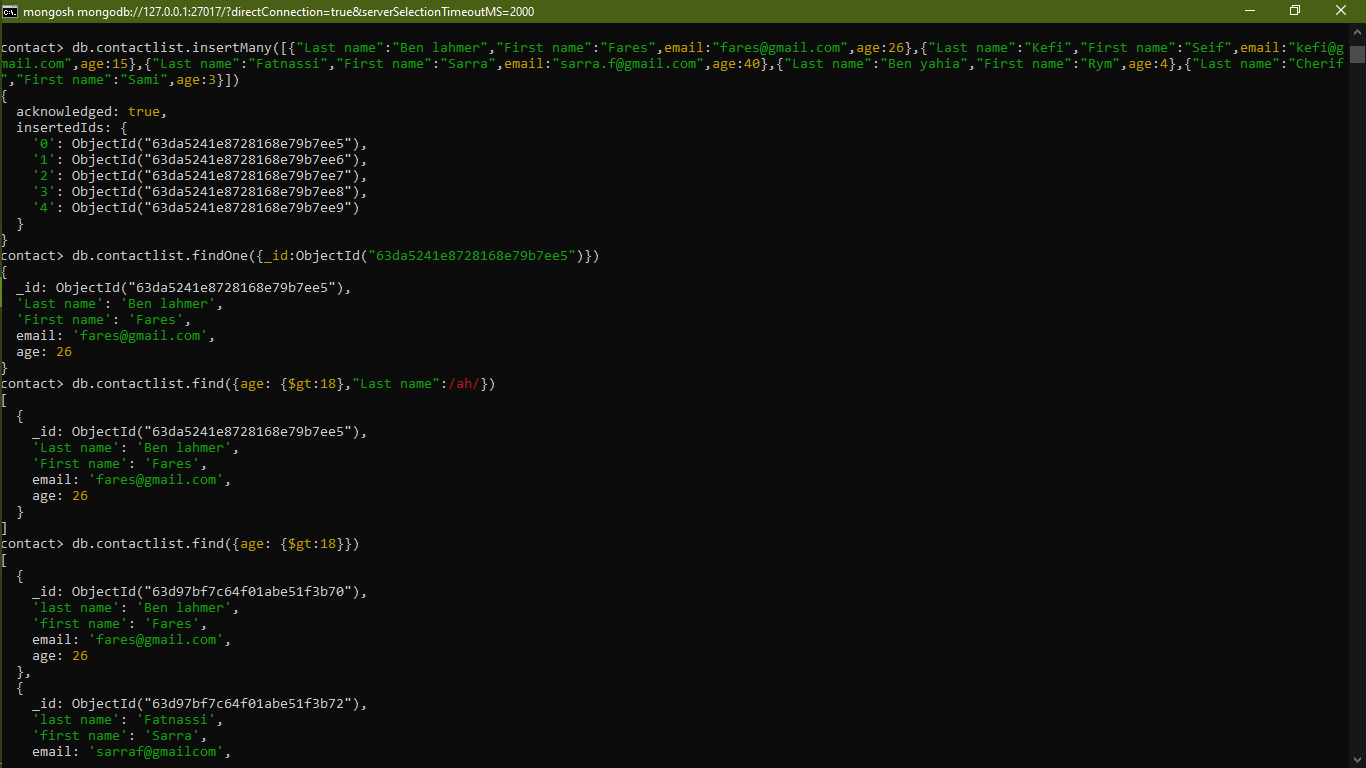 mongosh mongodb://127.0.0.1:27017/?directConnection=true&serverSelectionTimeoutMS=2000
contact> db.contactlist.insertMany([{"Last name":"Ben lahmer","First name":"Fares",email:"fares@gmail.com",age:26},{"Last name":"Kefi","First name":"Seif",email:"kefi@g
mail.com",age:15},{"Last name":"Fatnassi","First name":"Sarra",email:"sarra.f@gmail.com",age:40},{"Last name":"Ben yahia","First name":"Rym",age:4},{"Last name":"Cherif
","First name":"Sami",age:3}])
{
  acknowledged: true,
  insertedIds: {
    '0': ObjectId("63da5241e8728168e79b7ee5"),
    '1': ObjectId("63da5241e8728168e79b7ee6"),
    '2': ObjectId("63da5241e8728168e79b7ee7"),
    '3': ObjectId("63da5241e8728168e79b7ee8"),
    '4': ObjectId("63da5241e8728168e79b7ee9")
  }
}
contact> db.contactlist.findOne({_id:ObjectId("63da5241e8728168e79b7ee5")})
{
  _id: ObjectId("63da5241e8728168e79b7ee5"),
  'Last name': 'Ben lahmer',
  'First name': 'Fares',
  email: 'fares@gmail.com',
  age: 26
}
contact> db.contactlist.find({age: {$gt:18},"Last name":/ah/})
[
  {
    _id: ObjectId("63da5241e8728168e79b7ee5"),
    'Last name': 'Ben lahmer',
    'First name': 'Fares',
    email: 'fares@gmail.com',
    age: 26
  }
]
contact> db.contactlist.find({age: {$gt:18}})
[
  {
    _id: ObjectId("63d97bf7c64f01abe51f3b70"),
    'last name': 'Ben lahmer',
    'first name': 'Fares',
    email: 'fares@gmail.com',
    age: 26
  },
  {
    _id: ObjectId("63d97bf7c64f01abe51f3b72"),
    'last name': 'Fatnassi',
    'first name': 'Sarra',
    email: 'sarraf@gmailcom',